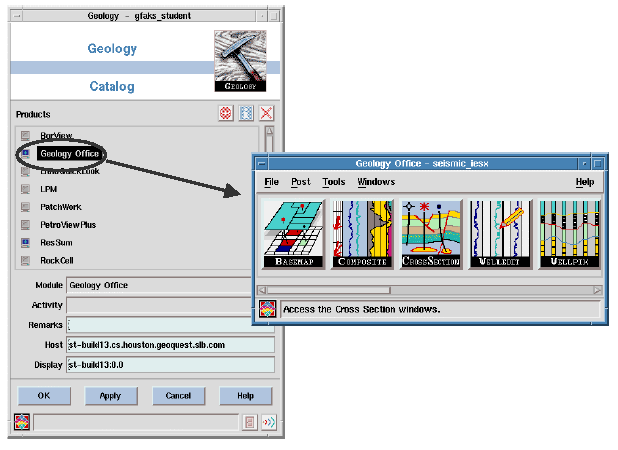 Geology - gfaks_student
Geology
GEOLOGY
Catalog
Products
BorView
Geology Office
LPM
PatchWork
PetroViewPlus
ResSum
RockCell
Module Geology Office
Activity
Remarks
Host st-build13.cs.houston.geoquest.slb.com
Display st-build13:0.0
OK Apply Cancel Help
Geology Office - seismic_iesx
File Post Tools Windows Help
BASEMAP COMPOSITE CROSSSECTION WELLEDIT WELLPIX
Access the Cross Section windows.